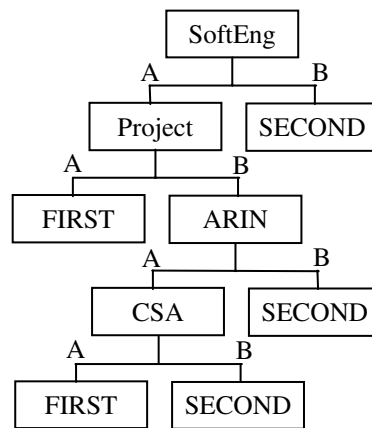 SoftEng
A B
Project SECOND
A B
FIRST ARIN
A B
CSA SECOND
A B
FIRST SECOND